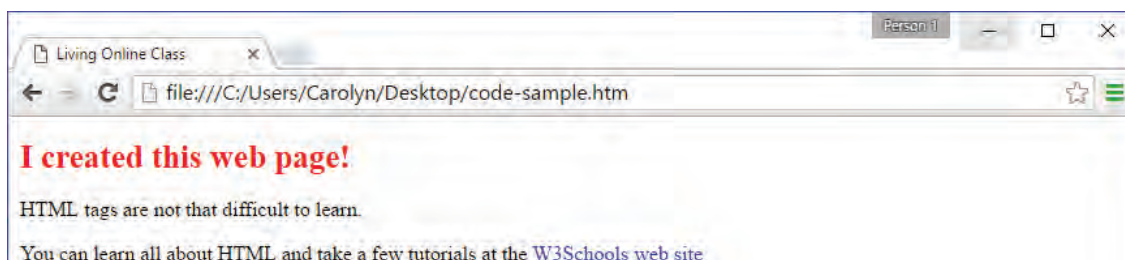 Person 1
Living Online Class
file:///C:/Users/Carolyn/Desktop/code-sample.htm
I created this web page!
HTML tags are not that difficult to learn.
You can learn all about HTML and take a few tutorials at the W3Schools web site